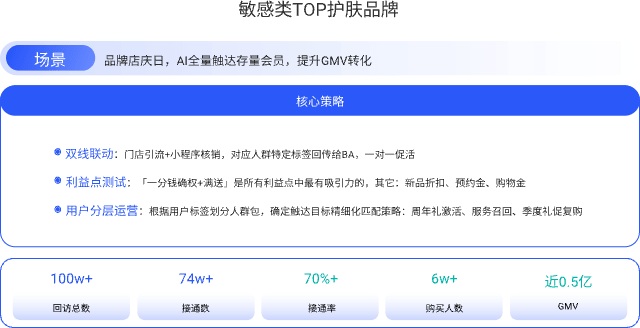 敏感类TOP护肤品牌
场景
品牌店庆日，AI全量触达存量会员，提升GMV转化
核心策略
双线联动：门店引流+小程序核销，对应人群特定标签回传给BA，一对一促活
利益点测试：「一分钱确权+满送」是所有利益点中最有吸引力的，其它：新品折扣、预约金、购物金
用户分层运营：根据用户标签划分人群包，确定触达目标精细化匹配策略：周年礼激活、服务召回、季度礼促复购
100w+
74w+
70%+
6w+
近0.5亿
回访总数
接通数
接通率
购买人数
GMV